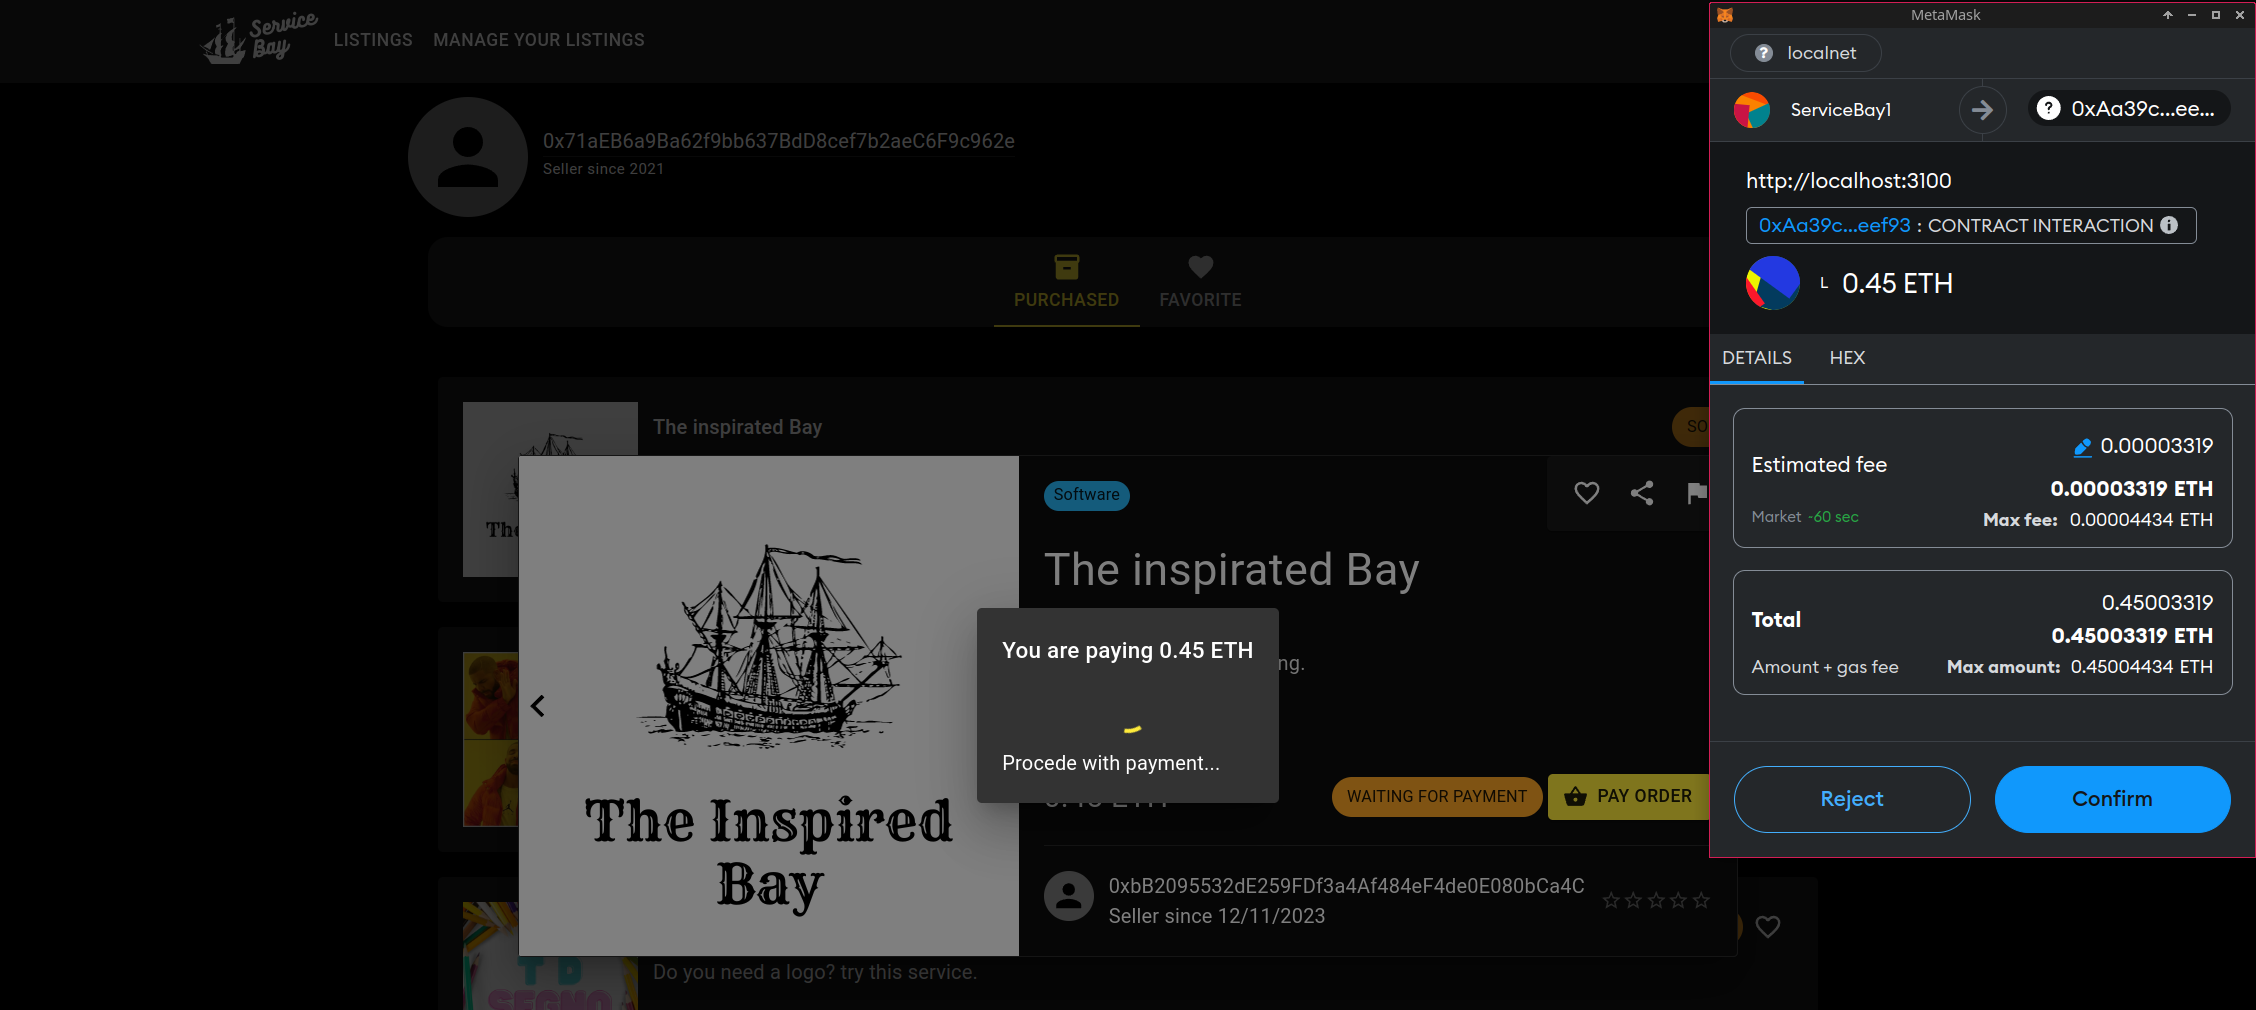 Service
Bay
LISTINGS
MANAGE YOUR LISTINGS
0x71aEB6a9Ba62f9bb637BdD8cef7b2aeC6F9c962e
Seller since 2021
PURCHASED
FAVORITE
The inspirated Bay
SO
Software
The inspirated Bay
ng.
You are paying 0.45 ETH
Procede with payment...
WAITING FOR PAYMENT
PAY ORDER
The Inspired
Bay
0xbB2095532dE259FDf3a4Af484eF4de0E080bCa4C
Seller since 12/11/2023
Do you need a logo? try this service.
MetaMask
localnet
ServiceBay1
0xAa39c...ee...
http://localhost:3100
0xAa39c...eef93 : CONTRACT INTERACTION
0.45 ETH
DETAILS
HEX
Estimated fee
0.00003319
0.00003319 ETH
Market -60 sec
Max fee: 0.00004434 ETH
Total
0.45003319
0.45003319 ETH
Amount + gas fee
Max amount: 0.45004434 ETH
Reject
Confirm